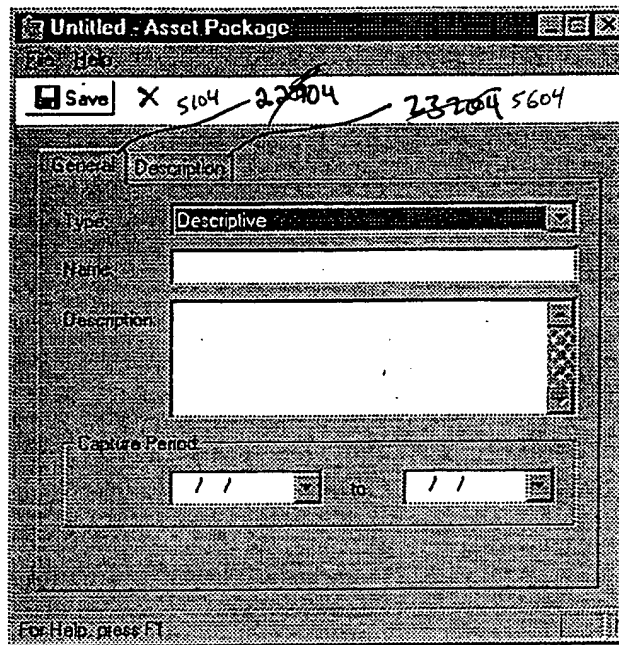 Untitled - Asset Package
File Help
Save X 5104 22904 23204 5604
General Description
Type: Descriptive
Name:
Description:
Capture Period:
/ / to / /
For Help, press F1